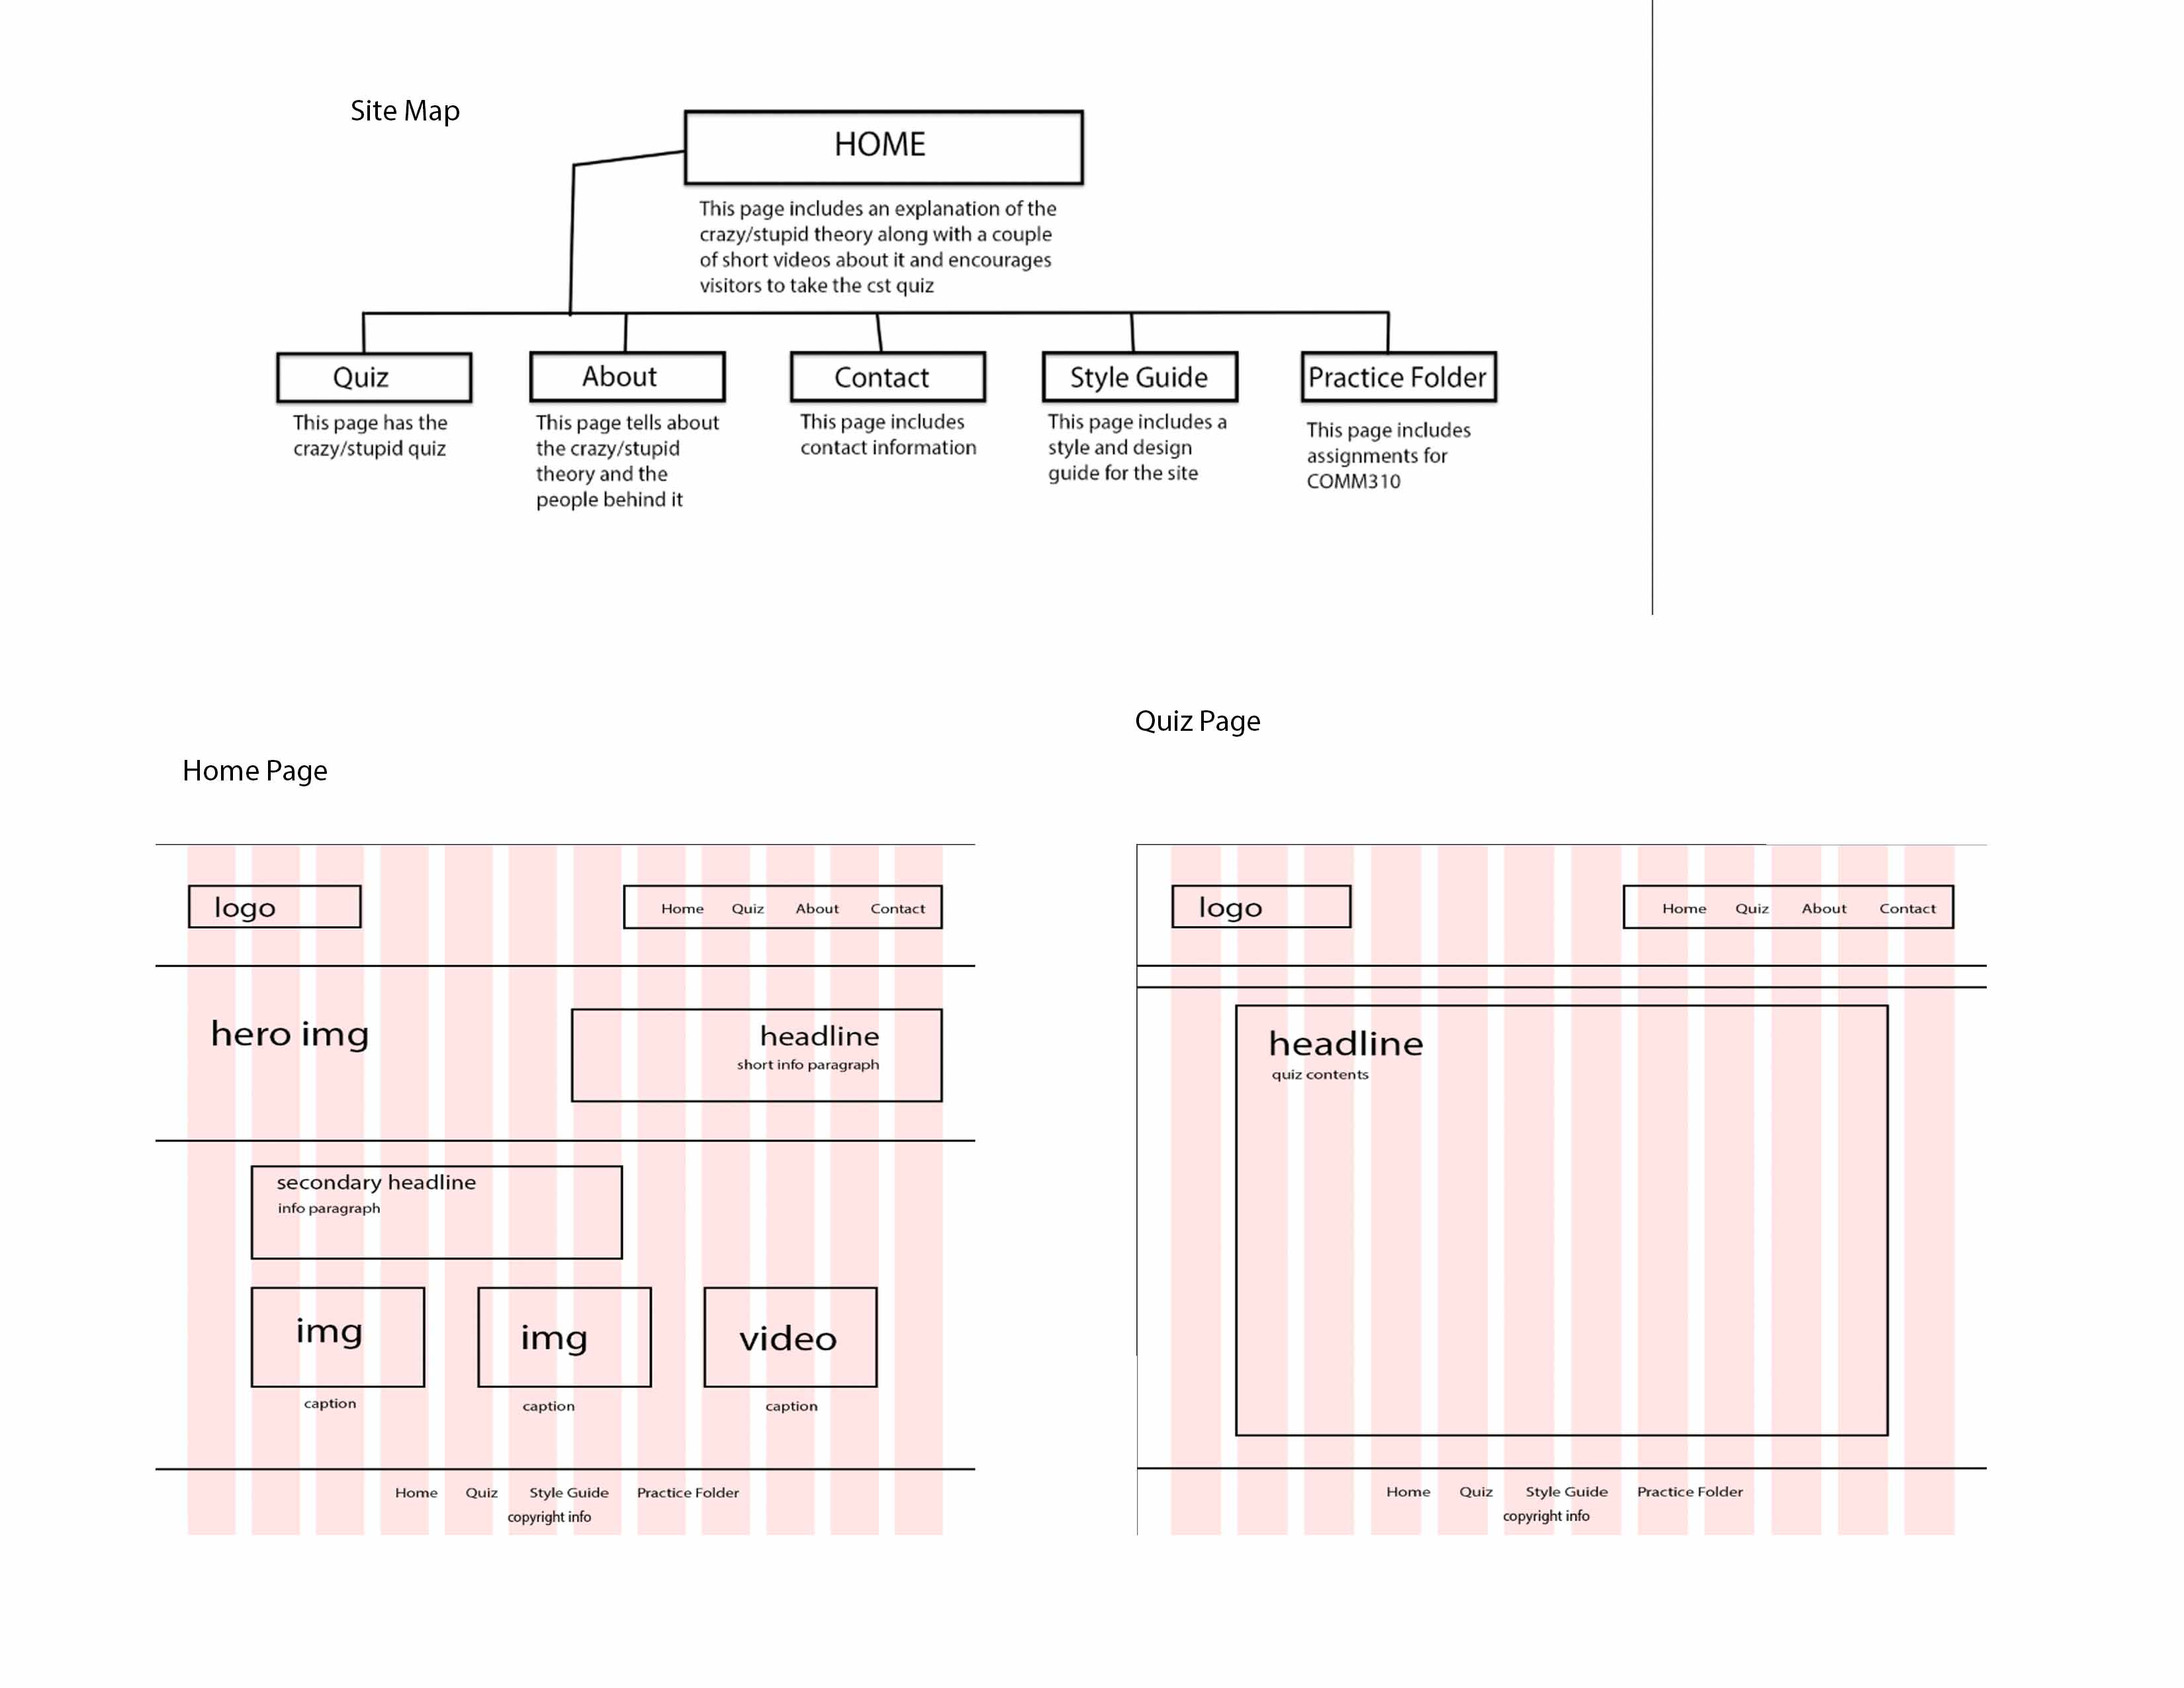 Site Map
HOME
This page includes an explanation of the
crazy/stupid theory along with a couple
of short videos about it and encourages
visitors to take the cst quiz
Quiz
This page has the
crazy/stupid quiz
About
This page tells about
the crazy/stupid
theory and the
people behind it
Contact
This page includes
contact information
Style Guide
This page includes a
style and design
guide for the site
Practice Folder
This page includes
assignments for
COMM310
Home Page
logo
Home Quiz About Contact
hero img
headline
short info paragraph
secondary headline
info paragraph
img
caption
img
caption
video
caption
Home Quiz Style Guide Practice Folder
copyright info
Quiz Page
logo
Home Quiz About Contact
headline
quiz contents
Home Quiz Style Guide Practice Folder
copyright info